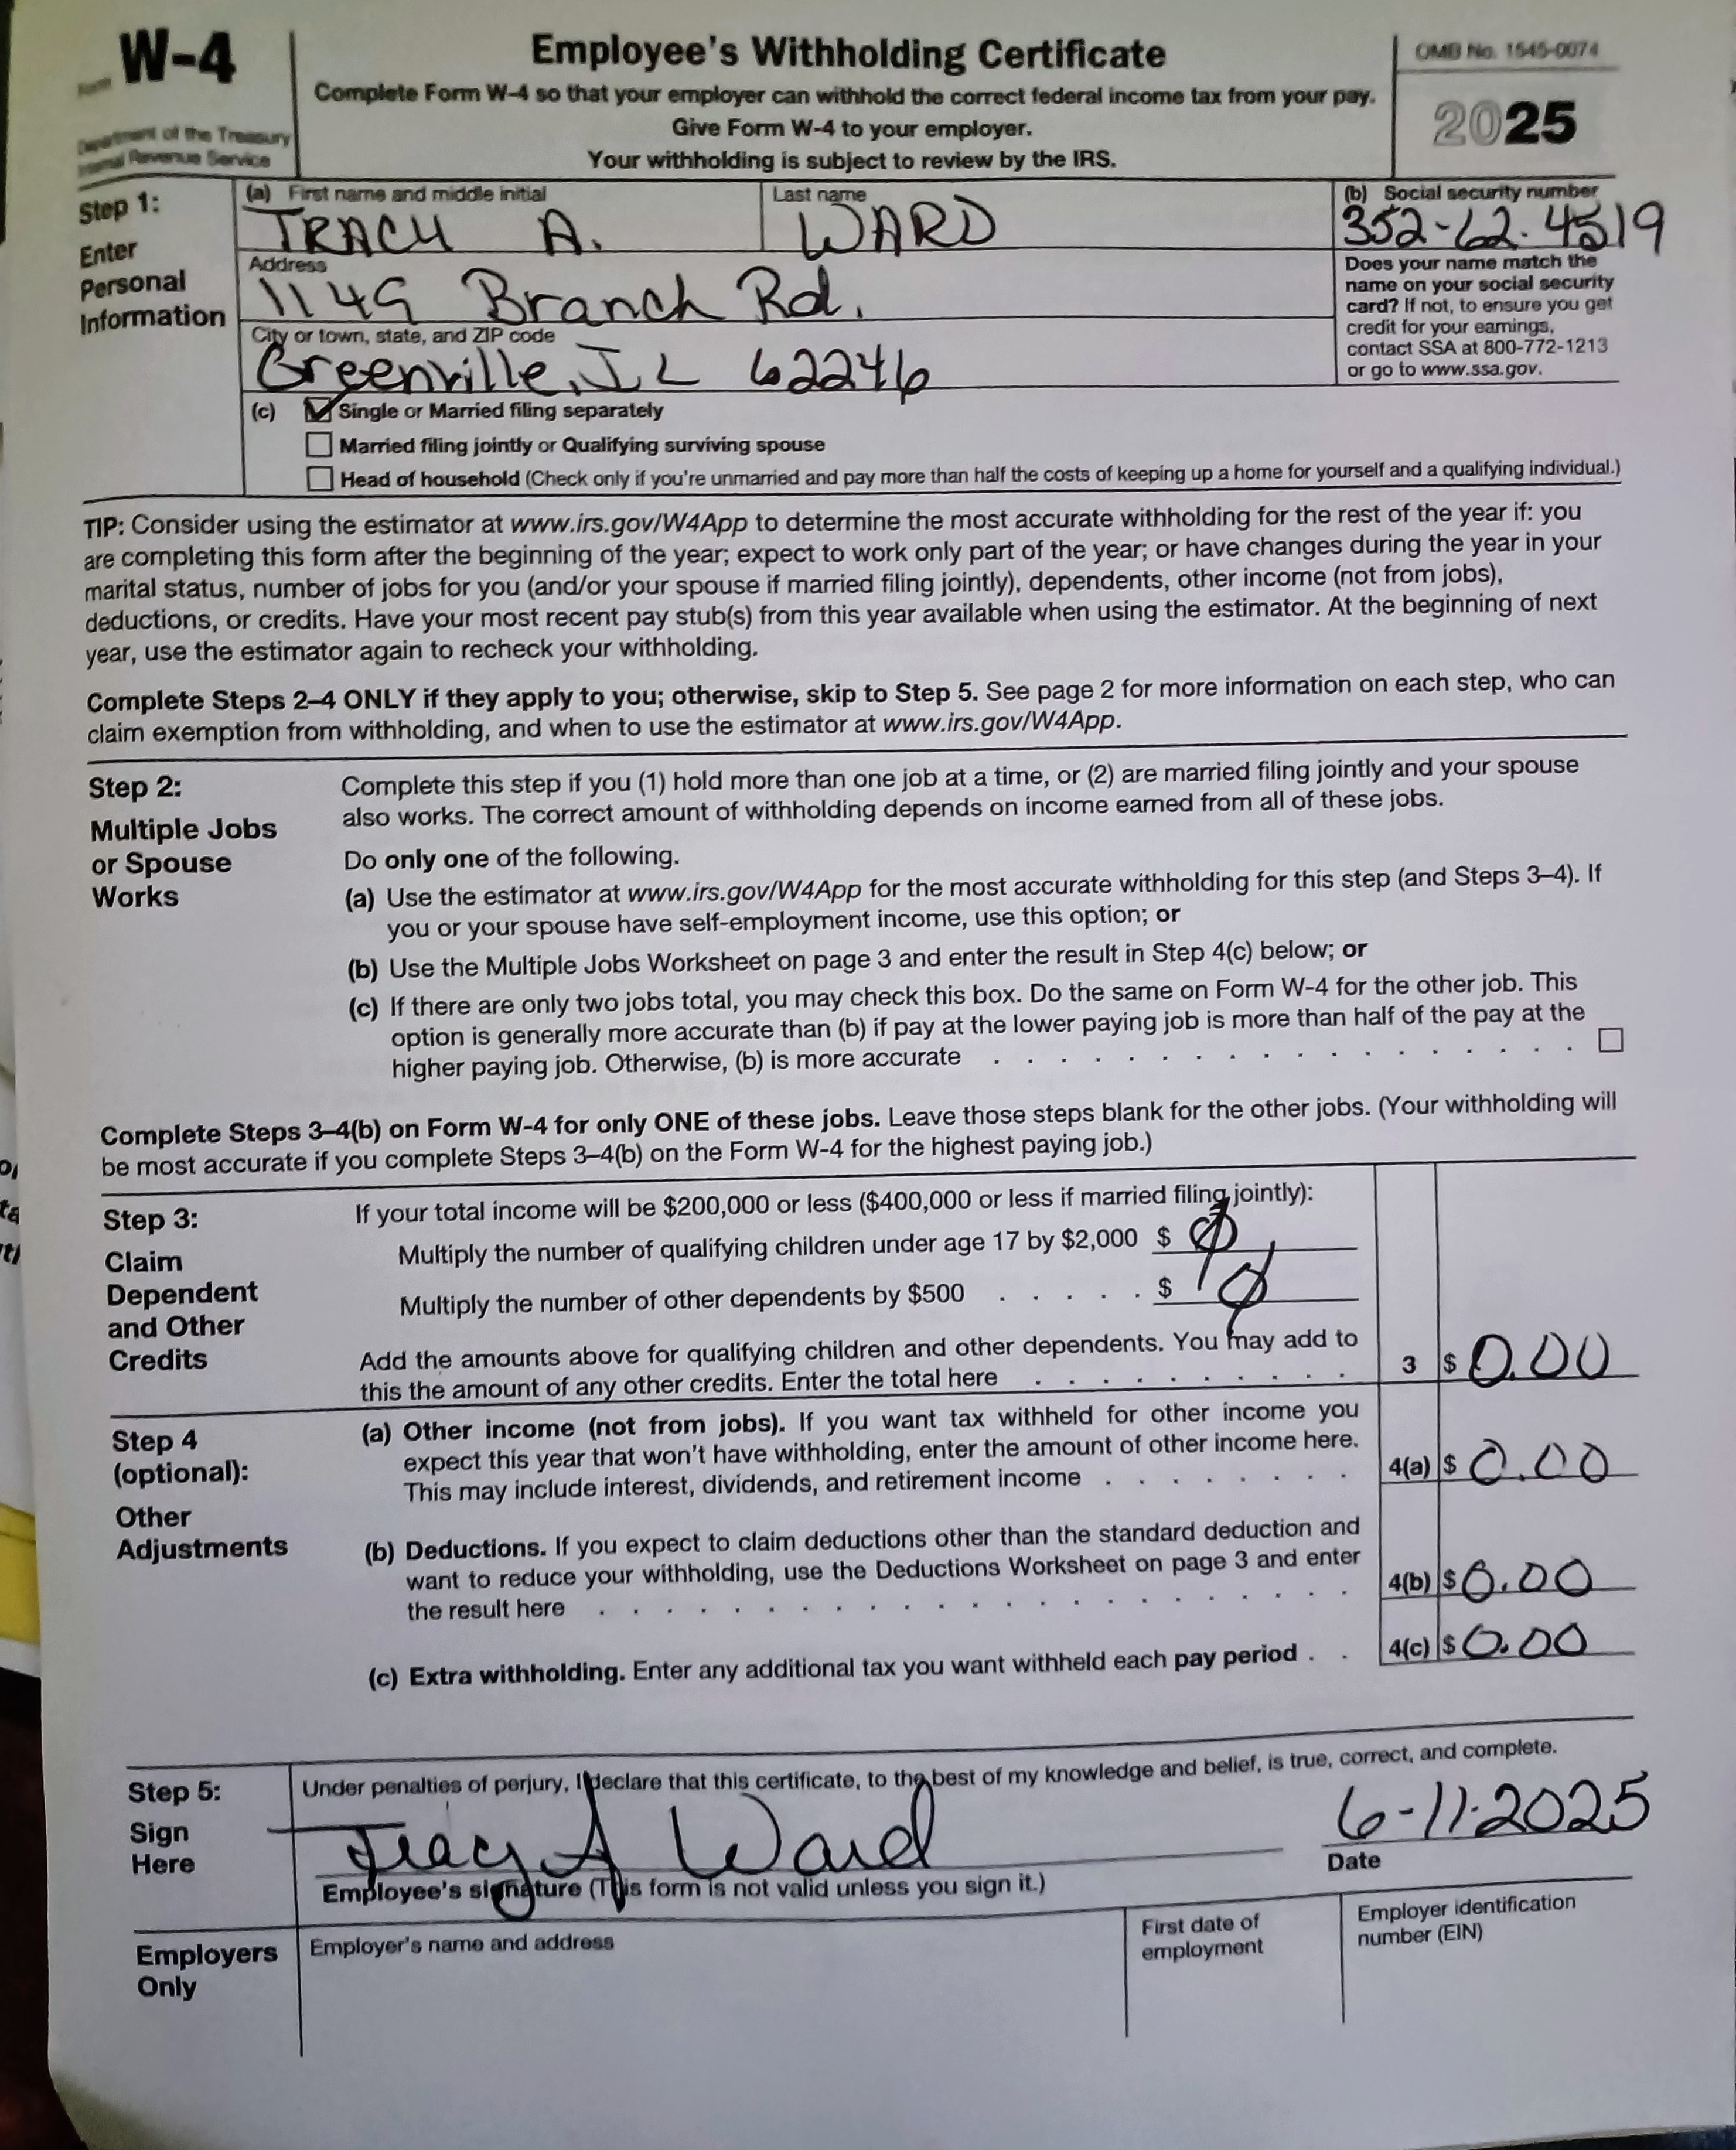 Form W-4
Department of the Treasury
Internal Revenue Service
Employee's Withholding Certificate
Complete Form W-4 so that your employer can withhold the correct federal income tax from your pay.
Give Form W-4 to your employer.
Your withholding is subject to review by the IRS.
OMB No. 1545-0074
2025
Step 1:
Enter
Personal
Information
(a) First name and middle initial
TRACY A.
Last name
WARD
(b) Social security number
352-62-4519
Address
1149 Branch Rd.
City or town, state, and ZIP code
Greenville, IL 62246
Does your name match the
name on your social security
card? If not, to ensure you get
credit for your earnings,
contact SSA at 800-772-1213
or go to www.ssa.gov.
(c) Single or Married filing separately
Married filing jointly or Qualifying surviving spouse
Head of household (Check only if you're unmarried and pay more than half the costs of keeping up a home for yourself and a qualifying individual.)
TIP: Consider using the estimator at www.irs.gov/W4App to determine the most accurate withholding for the rest of the year if: you
are completing this form after the beginning of the year; expect to work only part of the year; or have changes during the year in your
marital status, number of jobs for you (and/or your spouse if married filing jointly), dependents, other income (not from jobs),
deductions, or credits. Have your most recent pay stub(s) from this year available when using the estimator. At the beginning of next
year, use the estimator again to recheck your withholding.
Complete Steps 2–4 ONLY if they apply to you; otherwise, skip to Step 5. See page 2 for more information on each step, who can
claim exemption from withholding, and when to use the estimator at www.irs.gov/W4App.
Step 2:
Multiple Jobs
or Spouse
Works
Complete this step if you (1) hold more than one job at a time, or (2) are married filing jointly and your spouse
also works. The correct amount of withholding depends on income earned from all of these jobs.
Do only one of the following.
(a) Use the estimator at www.irs.gov/W4App for the most accurate withholding for this step (and Steps 3–4). If
you or your spouse have self-employment income, use this option; or
(b) Use the Multiple Jobs Worksheet on page 3 and enter the result in Step 4(c) below; or
(c) If there are only two jobs total, you may check this box. Do the same on Form W-4 for the other job. This
option is generally more accurate than (b) if pay at the lower paying job is more than half of the pay at the
higher paying job. Otherwise, (b) is more accurate
Complete Steps 3–4(b) on Form W-4 for only ONE of these jobs. Leave those steps blank for the other jobs. (Your withholding will
be most accurate if you complete Steps 3–4(b) on the Form W-4 for the highest paying job.)
Step 3:
Claim
Dependent
and Other
Credits
If your total income will be $200,000 or less ($400,000 or less if married filing jointly):
Multiply the number of qualifying children under age 17 by $2,000 $ 0
Multiply the number of other dependents by $500 . . . . . $ 0
Add the amounts above for qualifying children and other dependents. You may add to
this the amount of any other credits. Enter the total here . . . . . . . . . . 3 $ 0.00
Step 4
(optional):
Other
Adjustments
(a) Other income (not from jobs). If you want tax withheld for other income you
expect this year that won't have withholding, enter the amount of other income here.
This may include interest, dividends, and retirement income . . . . . . . . 4(a) $ 0.00
(b) Deductions. If you expect to claim deductions other than the standard deduction and
want to reduce your withholding, use the Deductions Worksheet on page 3 and enter
the result here . . . . . . . . . . . . . . . . . . . . . . . 4(b) $ 0.00
(c) Extra withholding. Enter any additional tax you want withheld each pay period . . 4(c) $ 0.00
Step 5:
Sign
Here
Under penalties of perjury, I declare that this certificate, to the best of my knowledge and belief, is true, correct, and complete.
Tracy A Ward
6-11-2025
Employee's signature (This form is not valid unless you sign it.)
Date
Employers
Only
Employer's name and address
First date of
employment
Employer identification
number (EIN)